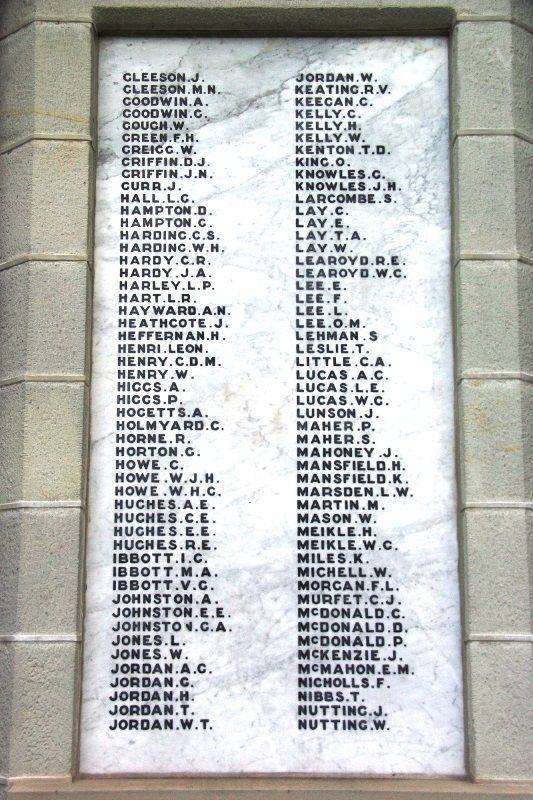 GLEESON.J.
GLEESON.M.N.
GOODWIN.A.
GOODWIN.G.
GOUGH.W.
GREEN.F.H.
GREIGG.W.
GRIFFIN.D.J.
GRIFFIN.J.N.
GURR.J.
HALL.L.G.
HAMPTON.D.
HAMPTON.G.
HARDING.C.S.
HARDING.W.H.
HARDY.C.R.
HARDY.J.A.
HARLEY.L.P.
HART.L.R.
HAYWARD.A.N.
HEATHCOTE.J.
HEFFERNAN.H.
HENRI.LEON.
HENRY.C.D.M.
HENRY.W.
HIGGS.A.
HIGGS.P.
HOGETTS.A.
HOLMYARD.C.
HORNE.R.
HORTON.G.
HOWE.C.
HOWE.W.J.H.
HOWE.W.H.G.
HUGHES.A.E.
HUGHES.C.E.
HUGHES.E.E.
HUGHES.R.E.
IBBOTT.I.G.
IBBOTT.M.A.
IBBOTT.V.G.
JOHNSTON.A.
JOHNSTON.E.E.
JOHNSTON.G.A.
JONES.L.
JONES.W.
JORDAN.A.G.
JORDAN.G.
JORDAN.H.
JORDAN.T.
JORDAN.W.T.
JORDAN.W.
KEATING.R.V.
KEEGAN.G.
KELLY.C.
KELLY.H.
KELLY.W.
KENTON.T.D.
KING.O.
KNOWLES.G.
KNOWLES.J.H.
LARCOMBE.S.
LAY.C.
LAY.E.
LAY.T.A.
LAY.W.
LEAROYD.R.E.
LEAROYD.W.C.
LEE.E.
LEE.F.
LEE.L.
LEE.O.M.
LEHMAN.S
LESLIE.T.
LITTLE.C.A.
LUCAS.A.G.
LUCAS.L.E.
LUCAS.W.G.
LUNSON.J.
MAHER.P.
MAHER.S.
MAHONEY.J.
MANSFIELD.H.
MANSFIELD.K.
MARSDEN.L.W.
MARTIN.M.
MASON.W.
MEIKLE.H.
MEIKLE.W.G.
MILES.K.
MICHELL.W.
MORGAN.F.L.
MURFET.C.J.
McDONALD.C.
McDONALD.D.
McDONALD.P.
McKENZIE.J.
McMAHON.E.M.
NICHOLLS.F.
NIBBS.T.
NUTTING.J.
NUTTING.W.